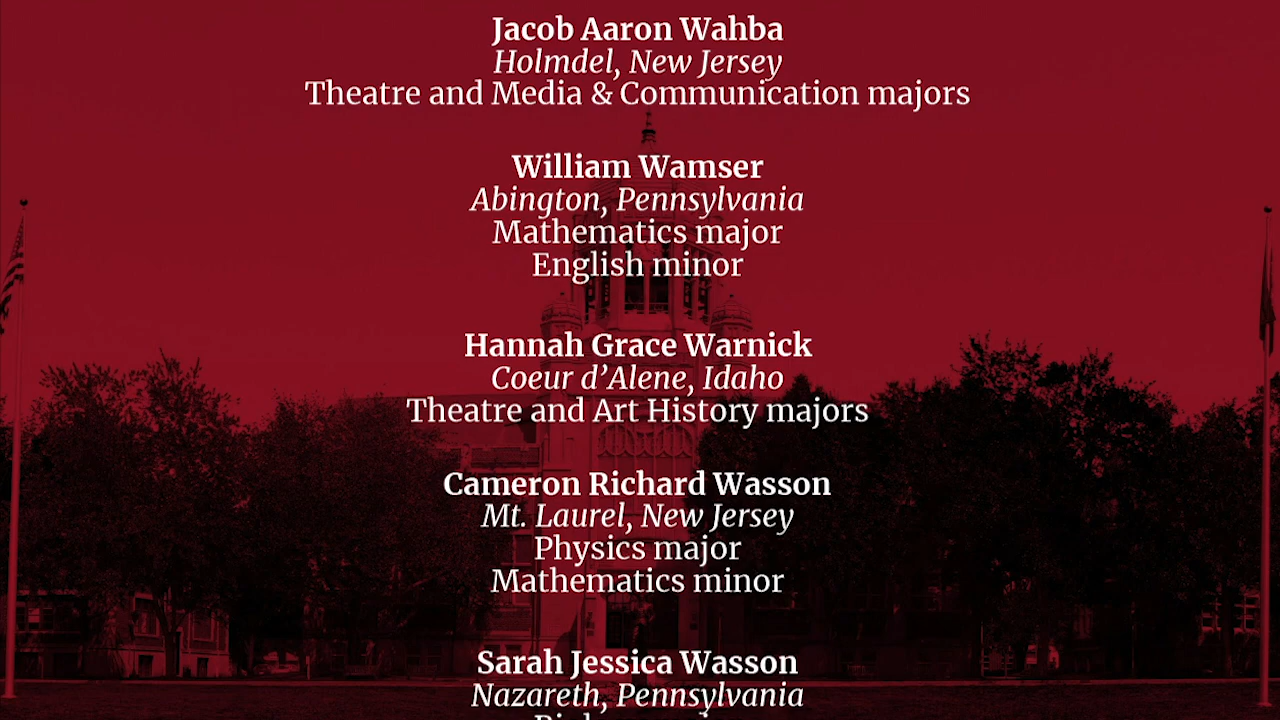 Jacob Aaron Wahba
Holmdel, New Jersey
Theatre and Media & Communication majors
William Wamser
Abington, Pennsylvania
Mathematics major
English minor
Hannah Grace Warnick
Coeur d’Alene, Idaho
Theatre and Art History majors
Cameron Richard Wasson
Mt. Laurel, New Jersey
Physics major
Mathematics minor
Sarah Jessica Wasson
Nazareth, Pennsylvania